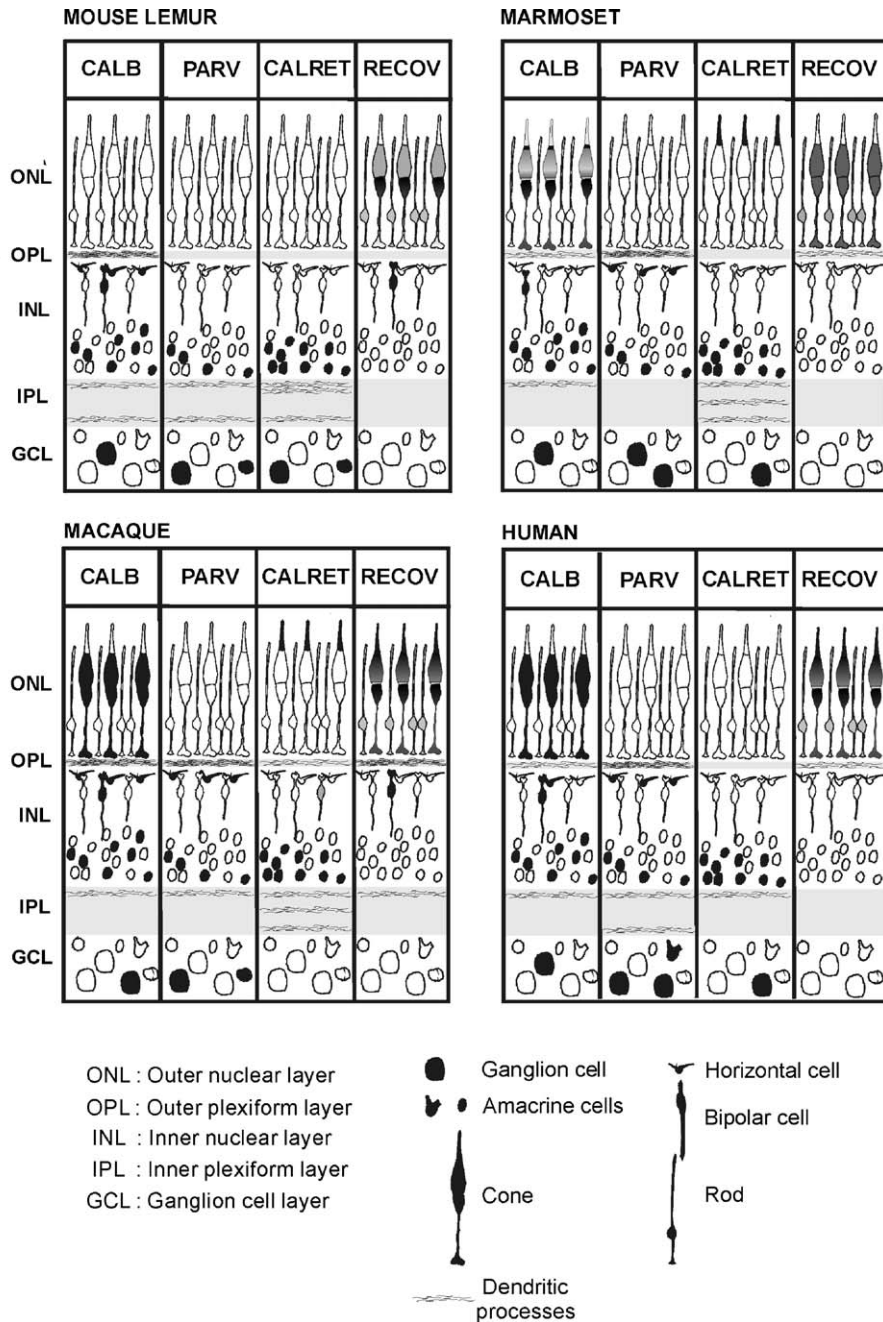 MOUSE LEMUR
CALB PARV CALRET RECOV
ONL
OPL
INL
IPL
GCL
MARMOSET
CALB PARV CALRET RECOV
MACAQUE
CALB PARV CALRET RECOV
ONL
OPL
INL
IPL
GCL
HUMAN
CALB PARV CALRET RECOV
ONL : Outer nuclear layer
OPL : Outer plexiform layer
INL : Inner nuclear layer
IPL : Inner plexiform layer
GCL : Ganglion cell layer
Ganglion cell
Amacrine cells
Cone
Dendritic
processes
Horizontal cell
Bipolar cell
Rod